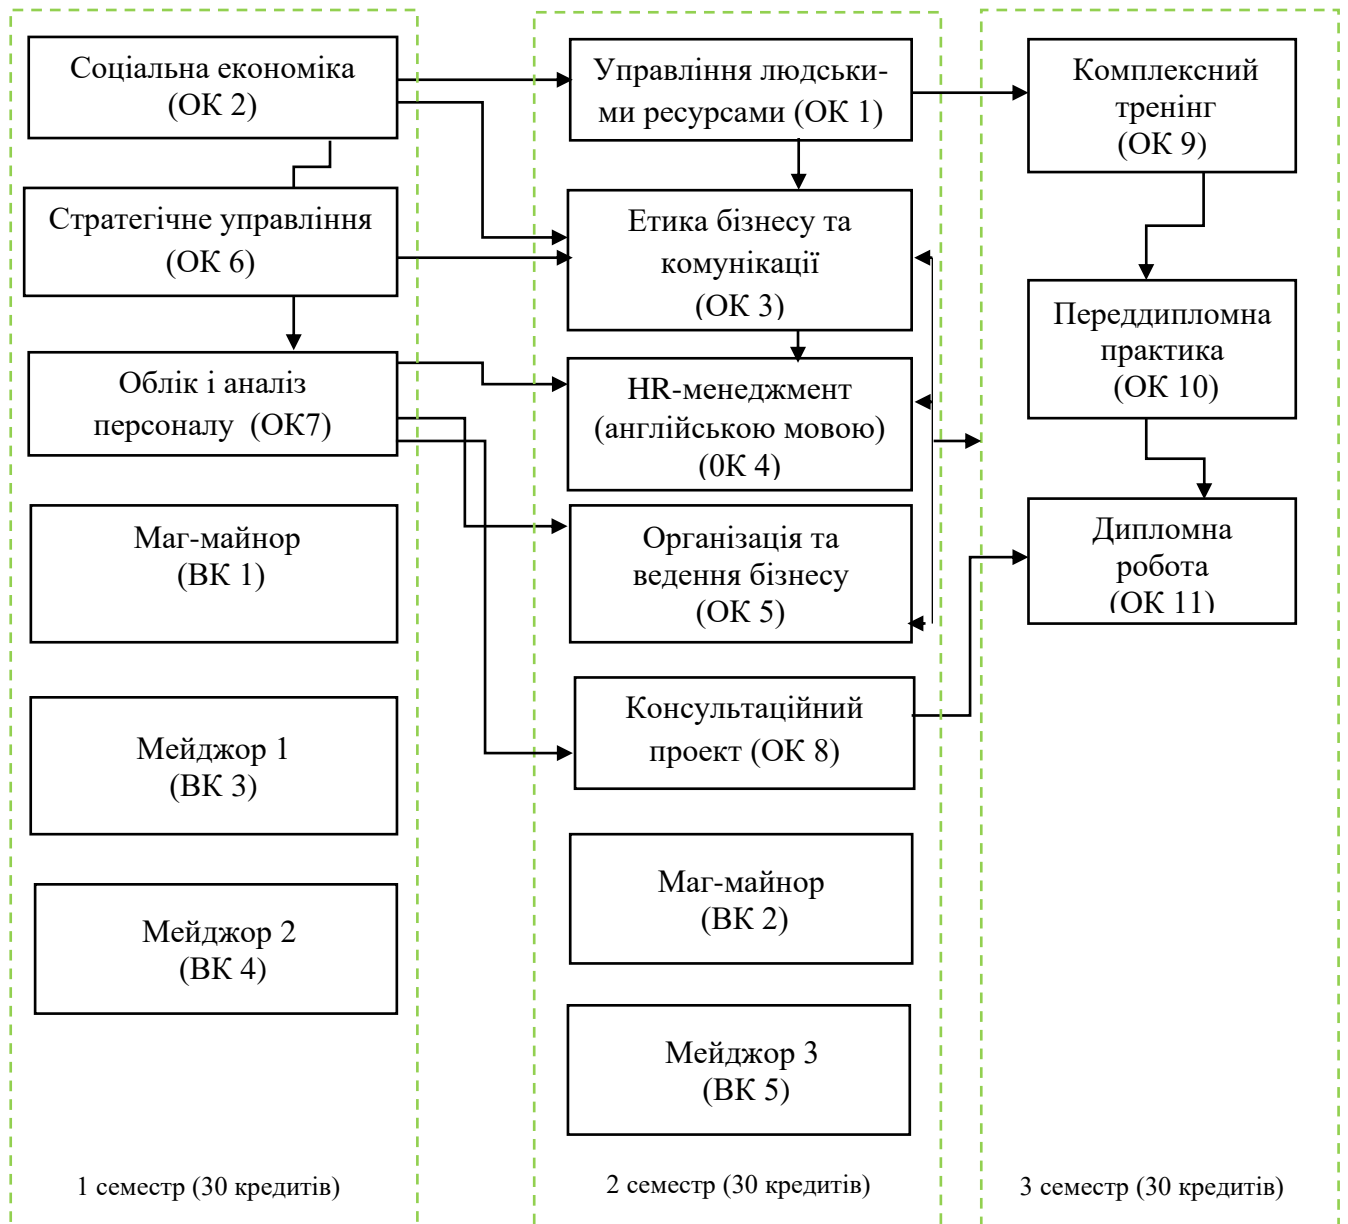 Соціальна економіка
(ОК 2)
Стратегічне управління
(ОК 6)
Облік і аналіз
персоналу (ОК7)
Маг-майнор
(ВК 1)
Мейджор 1
(ВК 3)
Мейджор 2
(ВК 4)
1 семестр (30 кредитів)
Управління людськи-
ми ресурсами (ОК 1)
Етика бізнесу та
комунікації
(ОК 3)
HR-менеджмент
(англійською мовою)
(0К 4)
Організація та
ведення бізнесу
(ОК 5)
Консультаційний
проект (ОК 8)
Маг-майнор
(ВК 2)
Мейджор 3
(ВК 5)
2 семестр (30 кредитів)
Комплексний
тренінг
(ОК 9)
Переддипломна
практика
(ОК 10)
Дипломна
робота
(ОК 11)
3 семестр (30 кредитів)